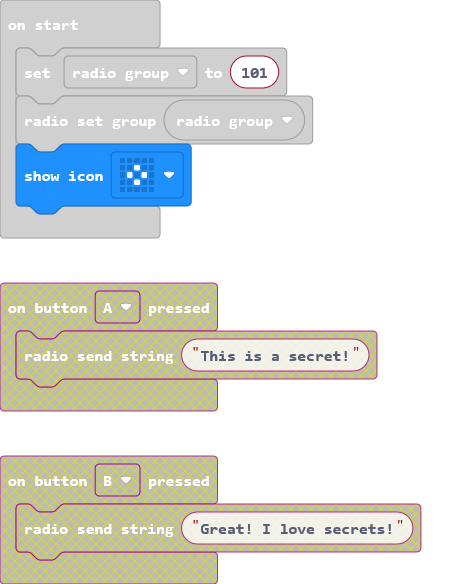 on start
set radio group to 101
radio set group radio group
show icon
on button A pressed
radio send string "This is a secret!"
on button B pressed
radio send string "Great! I love secrets!"